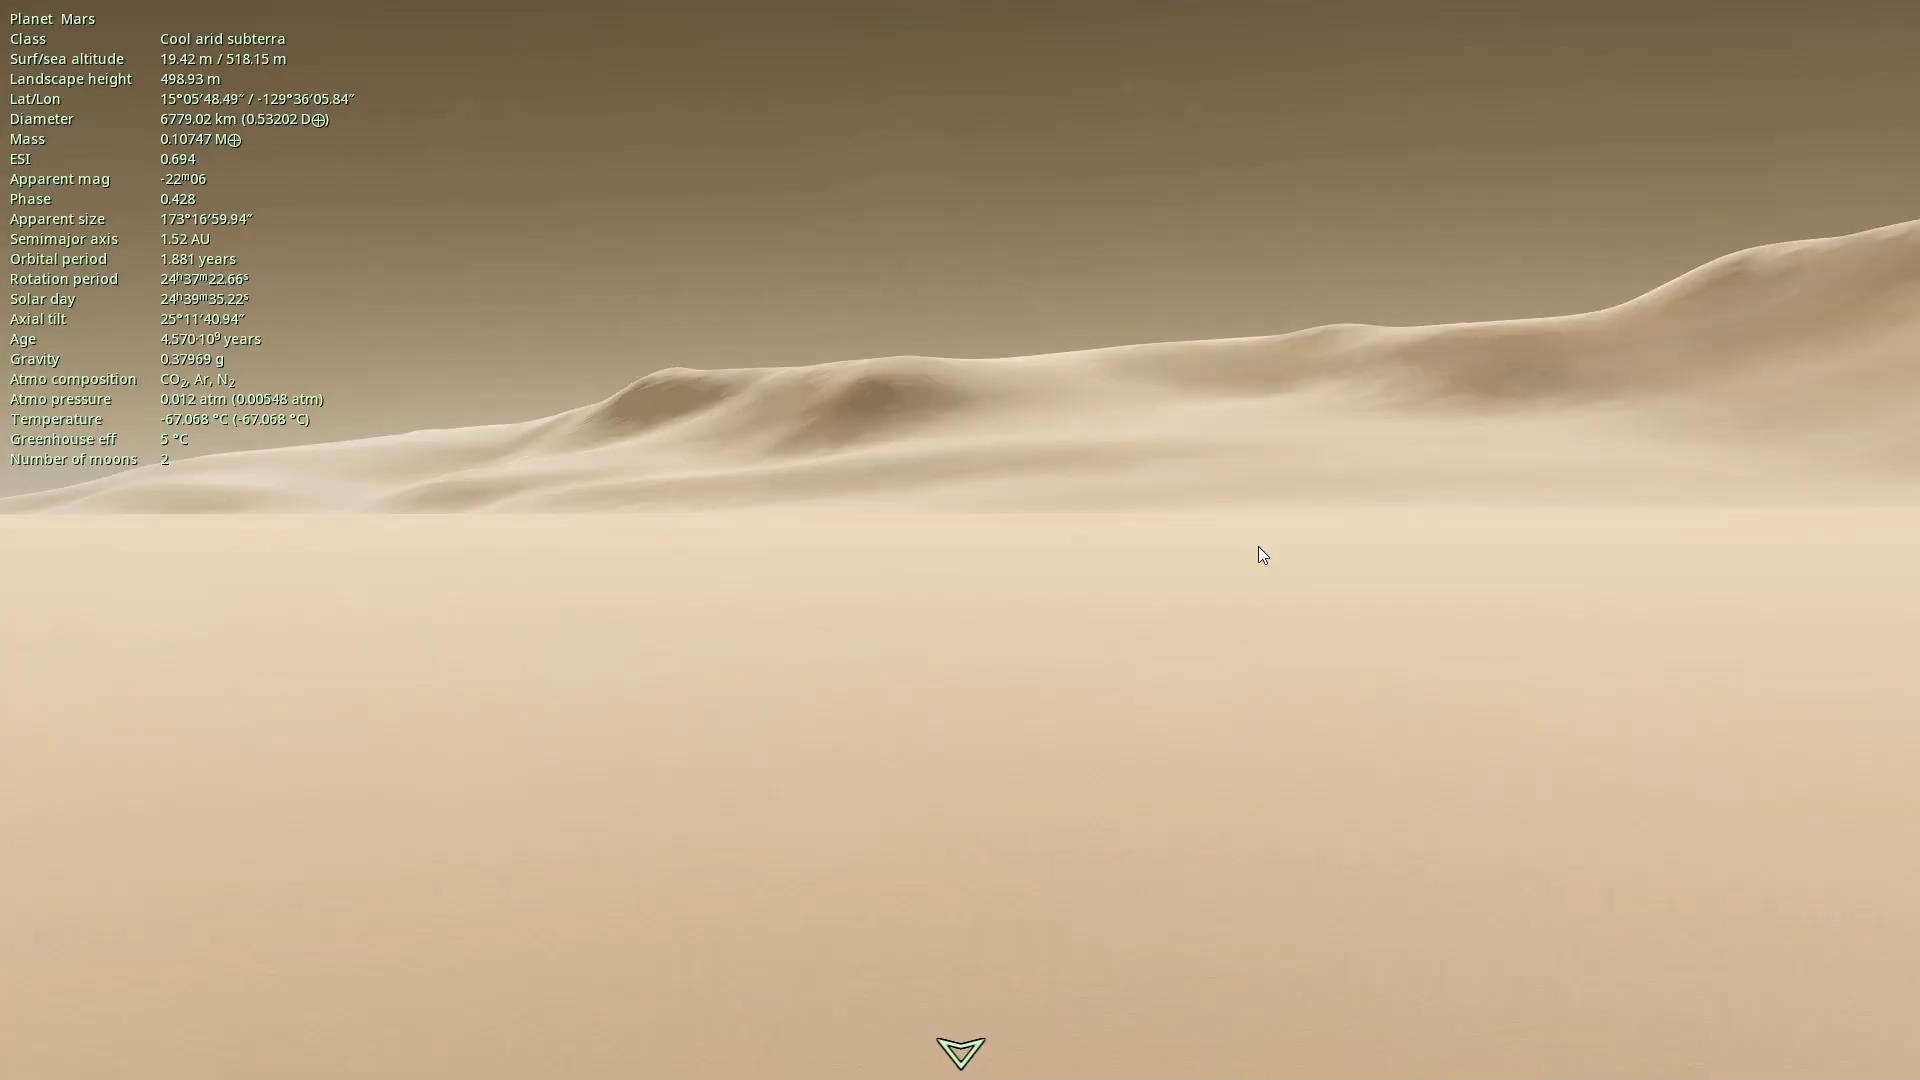 Planet Mars
Class Cool arid subterra
Surf/sea altitude 19.42 m / 518.15 m
Landscape height 498.93 m
Lat/Lon 15°05′48.49″ / -129°36′05.84″
Diameter 6779.02 km (0.53202 D⊕)
Mass 0.10747 M⊕
ESI 0.694
Apparent mag -22ᵐ06
Phase 0.428
Apparent size 173°16′59.94″
Semimajor axis 1.52 AU
Orbital period 1.881 years
Rotation period 24ʰ37ᵐ22.66ˢ
Solar day 24ʰ39ᵐ35.22ˢ
Axial tilt 25°11′40.94″
Age 4.570·10⁹ years
Gravity 0.37969 g
Atmo composition CO₂, Ar, N₂
Atmo pressure 0.012 atm (0.00548 atm)
Temperature -67.068 °C (-67.068 °C)
Greenhouse eff 5 °C
Number of moons 2